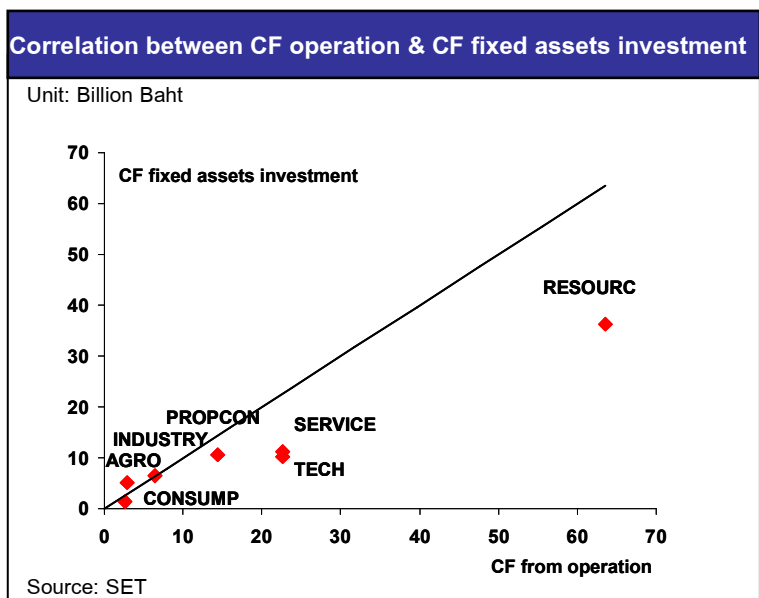 Correlation between CF operation & CF fixed assets investment
Unit: Billion Baht
70
CF fixed assets investment
60
50
RESOURC
40
30
20
PROPCON
SERVICE
INDUSTRY
10
AGRO
TECH
CONSUMP
0
0 10 20 30 40 50 60 70
CF from operation
Source: SET